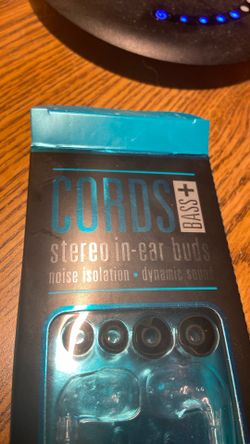 CORDS BASS+
stereo in-ear buds
noise isolation • dynamic sound